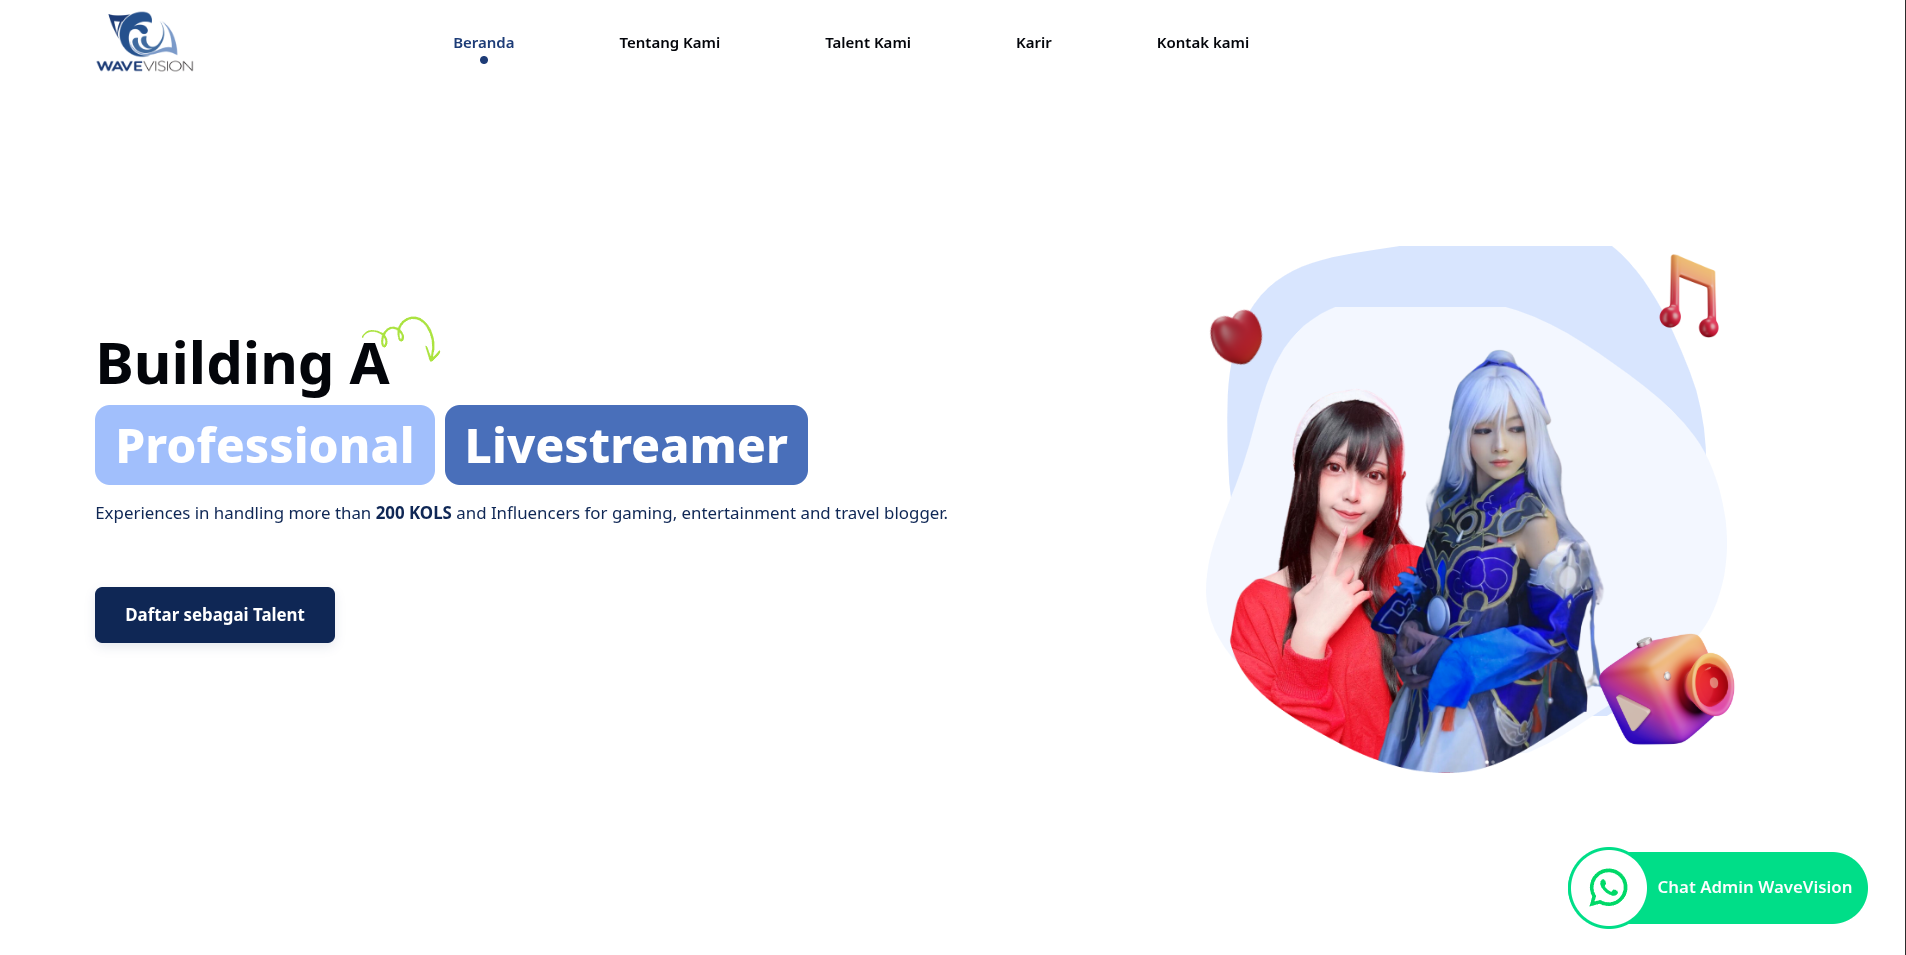 WAVEVISION
Beranda
Tentang Kami
Talent Kami
Karir
Kontak kami
Building A
Professional Livestreamer
Experiences in handling more than 200 KOLS and Influencers for gaming, entertainment and travel blogger.
Daftar sebagai Talent
Chat Admin WaveVision